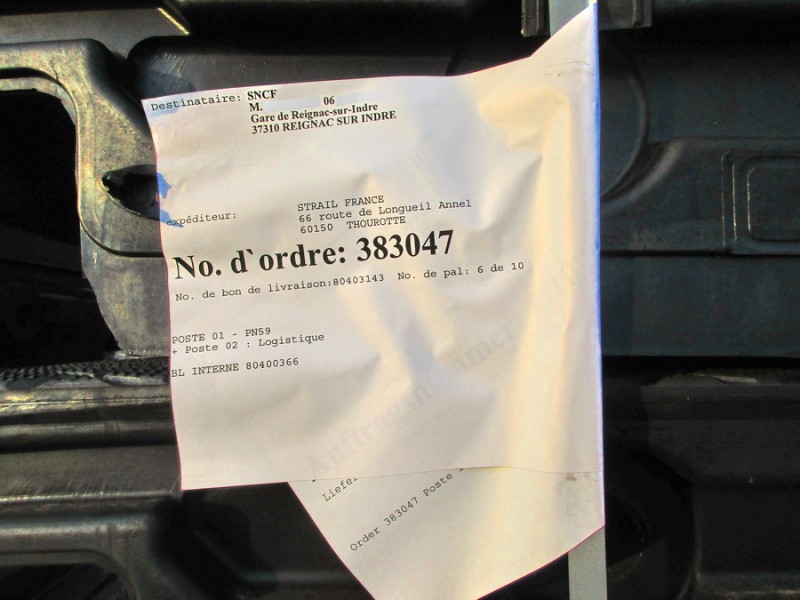 Destinataire: SNCF
M. 06
Gare de Reignac-sur-Indre
37310 REIGNAC SUR INDRE
expéditeur: STRAIL FRANCE
66 route de Longueil Annel
60150 THOUROTTE
No. d`ordre: 383047
No. de bon de livraison:80403143 No. de pal: 6 de 10
POSTE 01 - PN59
+ Poste 02 : Logistique
BL INTERNE 80400366
Order 383047 Poste